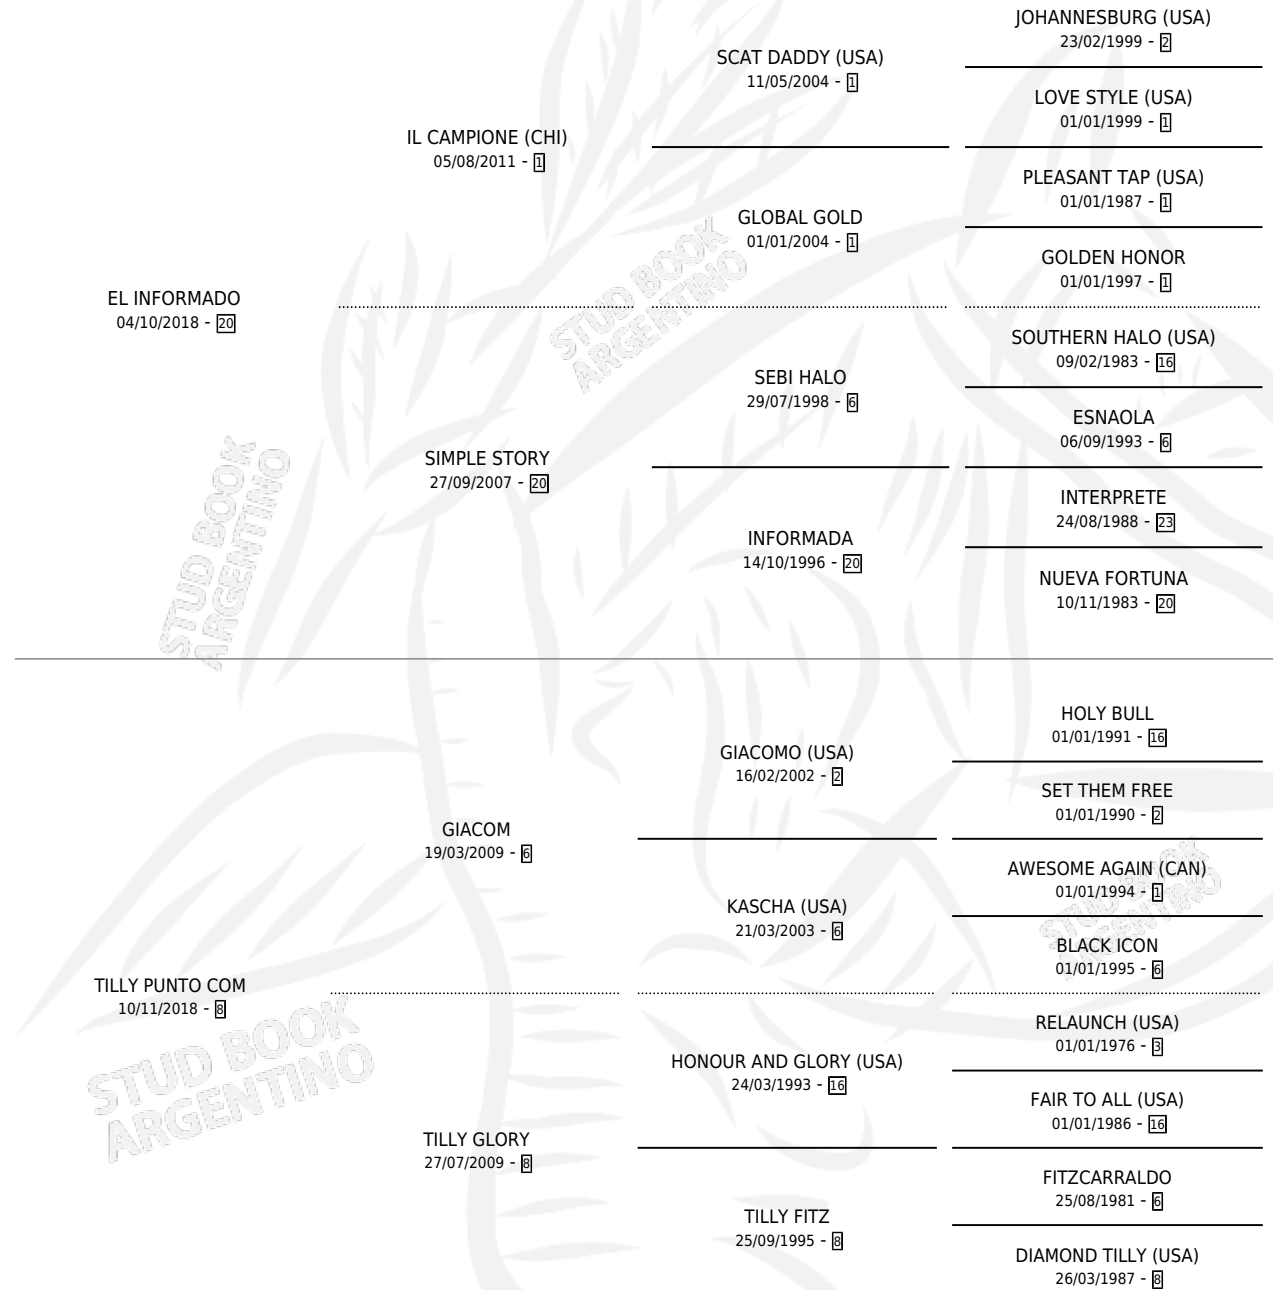 JOHANNESBURG (USA)
23/02/1999 - 2
SCAT DADDY (USA)
11/05/2004 - 1
LOVE STYLE (USA)
01/01/1999 - 1
IL CAMPIONE (CHI)
05/08/2011 - 1
PLEASANT TAP (USA)
01/01/1987 - 1
GLOBAL GOLD
01/01/2004 - 1
GOLDEN HONOR
01/01/1997 - 1
EL INFORMADO
04/10/2018 - 20
SOUTHERN HALO (USA)
09/02/1983 - 16
SEBI HALO
29/07/1998 - 6
ESNAOLA
06/09/1993 - 6
SIMPLE STORY
27/09/2007 - 20
INTERPRETE
24/08/1988 - 23
INFORMADA
14/10/1996 - 20
NUEVA FORTUNA
10/11/1983 - 20
HOLY BULL
01/01/1991 - 16
GIACOMO (USA)
16/02/2002 - 2
SET THEM FREE
01/01/1990 - 2
GIACOM
19/03/2009 - 6
AWESOME AGAIN (CAN)
01/01/1994 - 1
KASCHA (USA)
21/03/2003 - 6
BLACK ICON
01/01/1995 - 6
TILLY PUNTO COM
10/11/2018 - 8
RELAUNCH (USA)
01/01/1976 - 3
HONOUR AND GLORY (USA)
24/03/1993 - 16
FAIR TO ALL (USA)
01/01/1986 - 16
TILLY GLORY
27/07/2009 - 8
FITZCARRALDO
25/08/1981 - 6
TILLY FITZ
25/09/1995 - 8
DIAMOND TILLY (USA)
26/03/1987 - 8
STUD BOOK
ARGENTINO
STUD BOOK
ARGENTINO
STUD BOOK
ARGENTINO
STUD BOOK
ARGENTINO